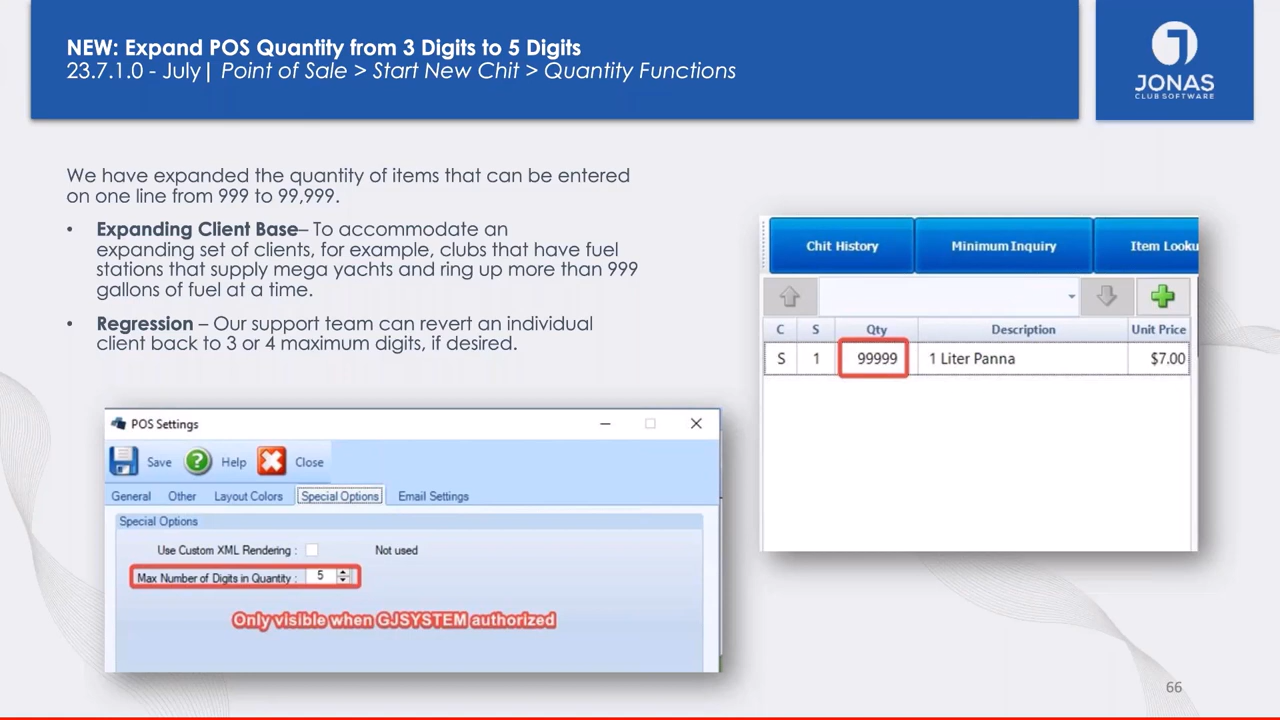 NEW: Expand POS Quantity from 3 Digits to 5 Digits
23.7.1.0 - July| Point of Sale > Start New Chit > Quantity Functions
JONAS
CLUB SOFTWARE
We have expanded the quantity of items that can be entered
on one line from 999 to 99,999.
• Expanding Client Base– To accommodate an
expanding set of clients, for example, clubs that have fuel
stations that supply mega yachts and ring up more than 999
gallons of fuel at a time.
• Regression – Our support team can revert an individual
client back to 3 or 4 maximum digits, if desired.
Chit History Minimum Inquiry Item Looku
C S Qty Description Unit Price
S 1 99999 1 Liter Panna $7.00
POS Settings
Save Help Close
General Other Layout Colors Special Options Email Settings
Special Options
Use Custom XML Rendering : Not used
Max Number of Digits in Quantity : 5
Only visible when GJSYSTEM authorized
66